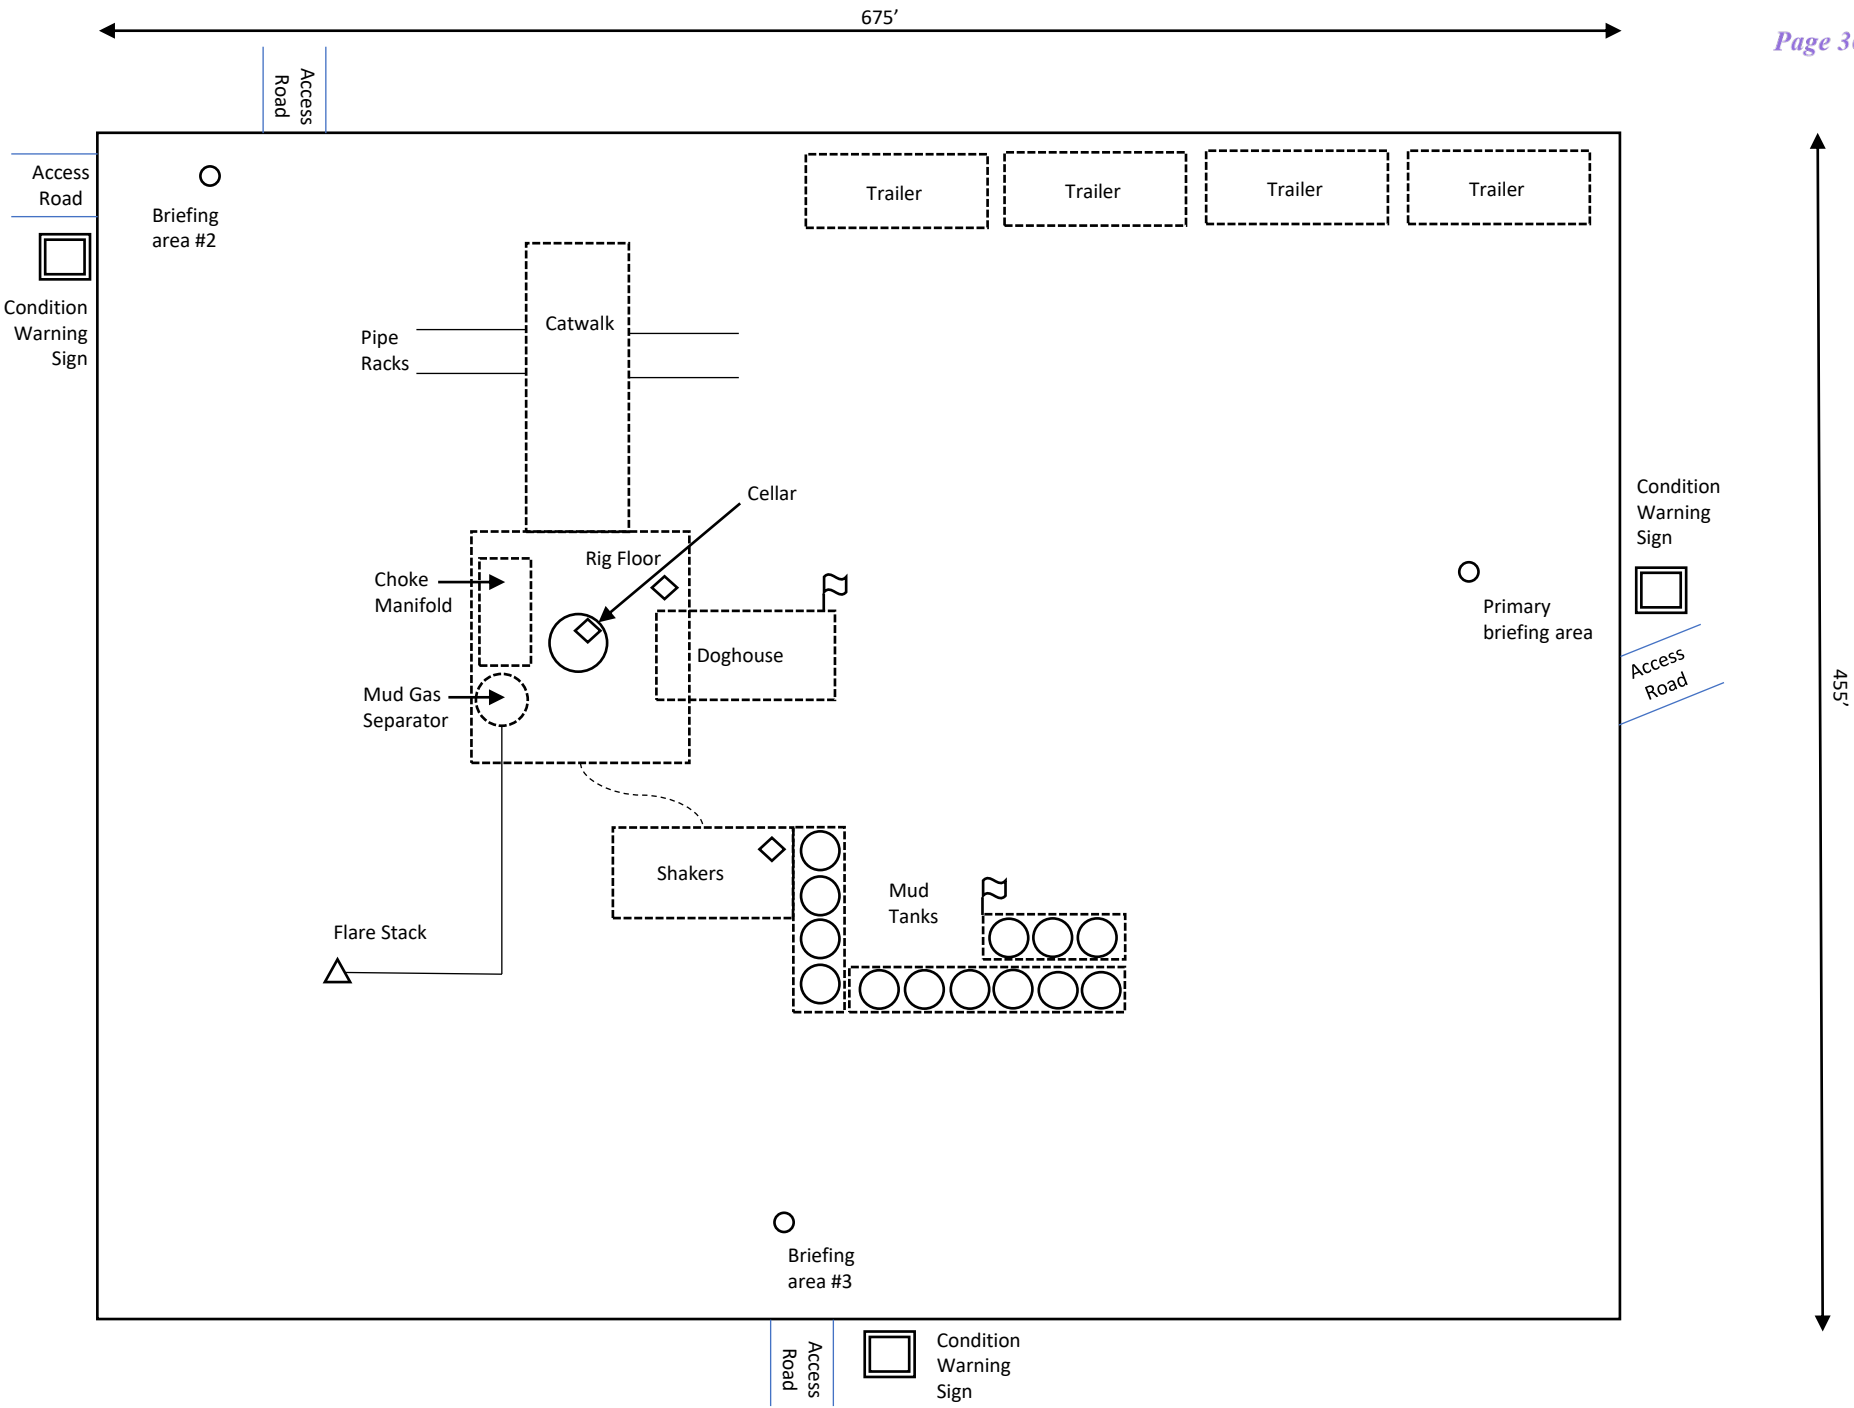 675’
Page 3
Access
Road
Access
Road
Briefing
area #2
Trailer
Trailer
Trailer
Trailer
Condition
Warning
Sign
Catwalk
Pipe
Racks
Cellar
Condition
Warning
Sign
Rig Floor
Choke
Manifold
Primary
briefing area
Doghouse
Access
Road
455’
Mud Gas
Separator
Shakers
Mud
Tanks
Flare Stack
Briefing
area #3
Access
Road
Condition
Warning
Sign